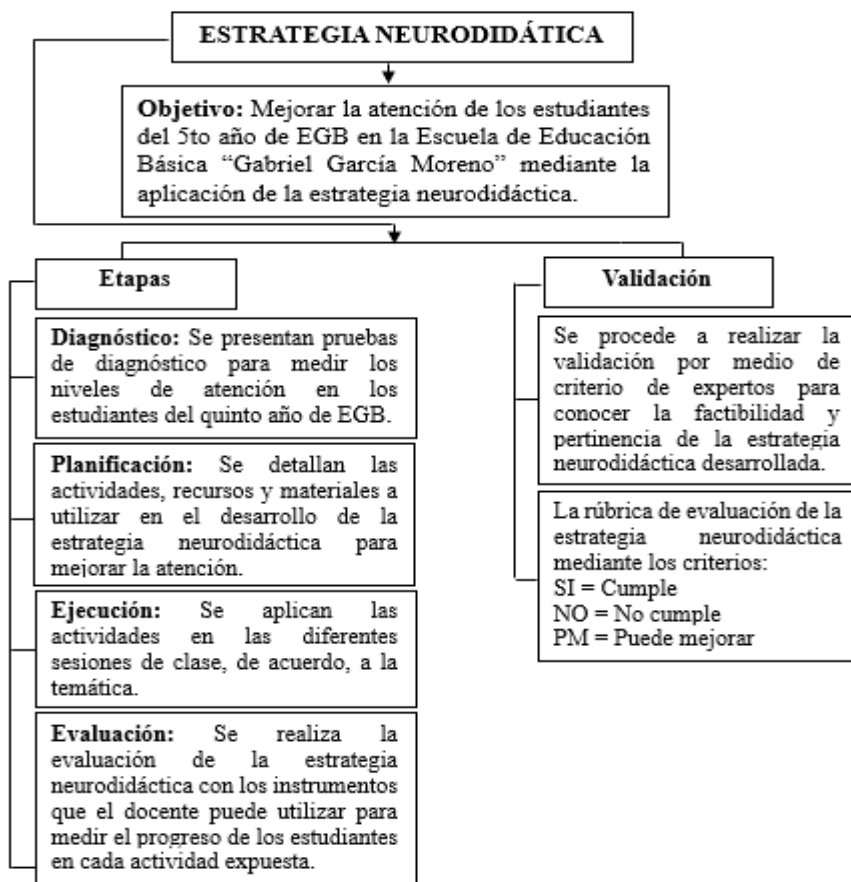 ESTRATEGIA NEURODIDÁTICA
Objetivo: Mejorar la atención de los estudiantes
del 5to año de EGB en la Escuela de Educación
Básica “Gabriel García Moreno” mediante la
aplicación de la estrategia neurodidáctica.
Etapas
Diagnóstico: Se presentan pruebas
de diagnóstico para medir los
niveles de atención en los
estudiantes del quinto año de EGB.
Planificación: Se detallan las
actividades, recursos y materiales a
utilizar en el desarrollo de la
estrategia neurodidáctica para
mejorar la atención.
Ejecución: Se aplican las
actividades en las diferentes
sesiones de clase, de acuerdo, a la
temática.
Evaluación: Se realiza la
evaluación de la estrategia
neurodidáctica con los instrumentos
que el docente puede utilizar para
medir el progreso de los estudiantes
en cada actividad expuesta.
Validación
Se procede a realizar la
validación por medio de
criterio de expertos para
conocer la factibilidad y
pertinencia de la estrategia
neurodidáctica desarrollada.
La rúbrica de evaluación de la
estrategia neurodidáctica
mediante los criterios:
SI = Cumple
NO = No cumple
PM = Puede mejorar